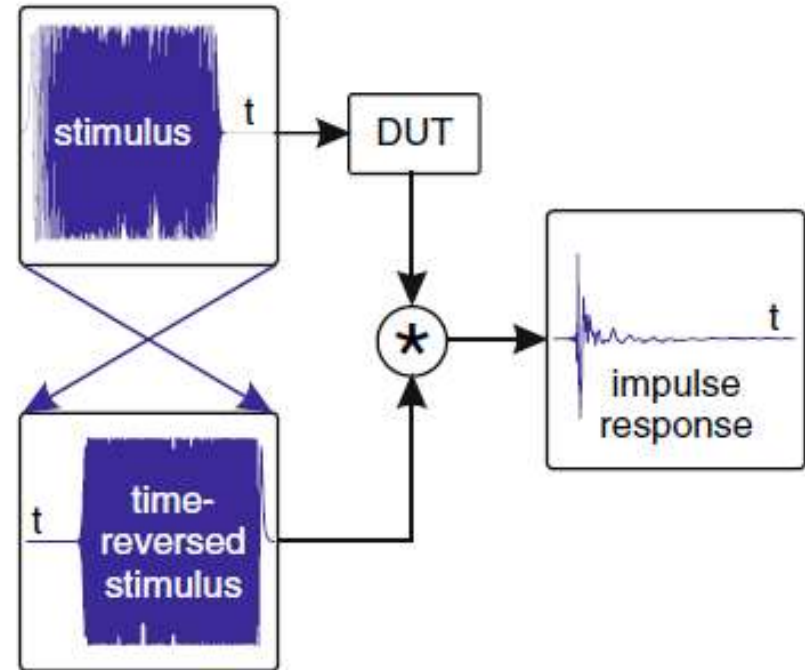 t
stimulus
DUT
*
t
impulse
response
t
time-
reversed
stimulus